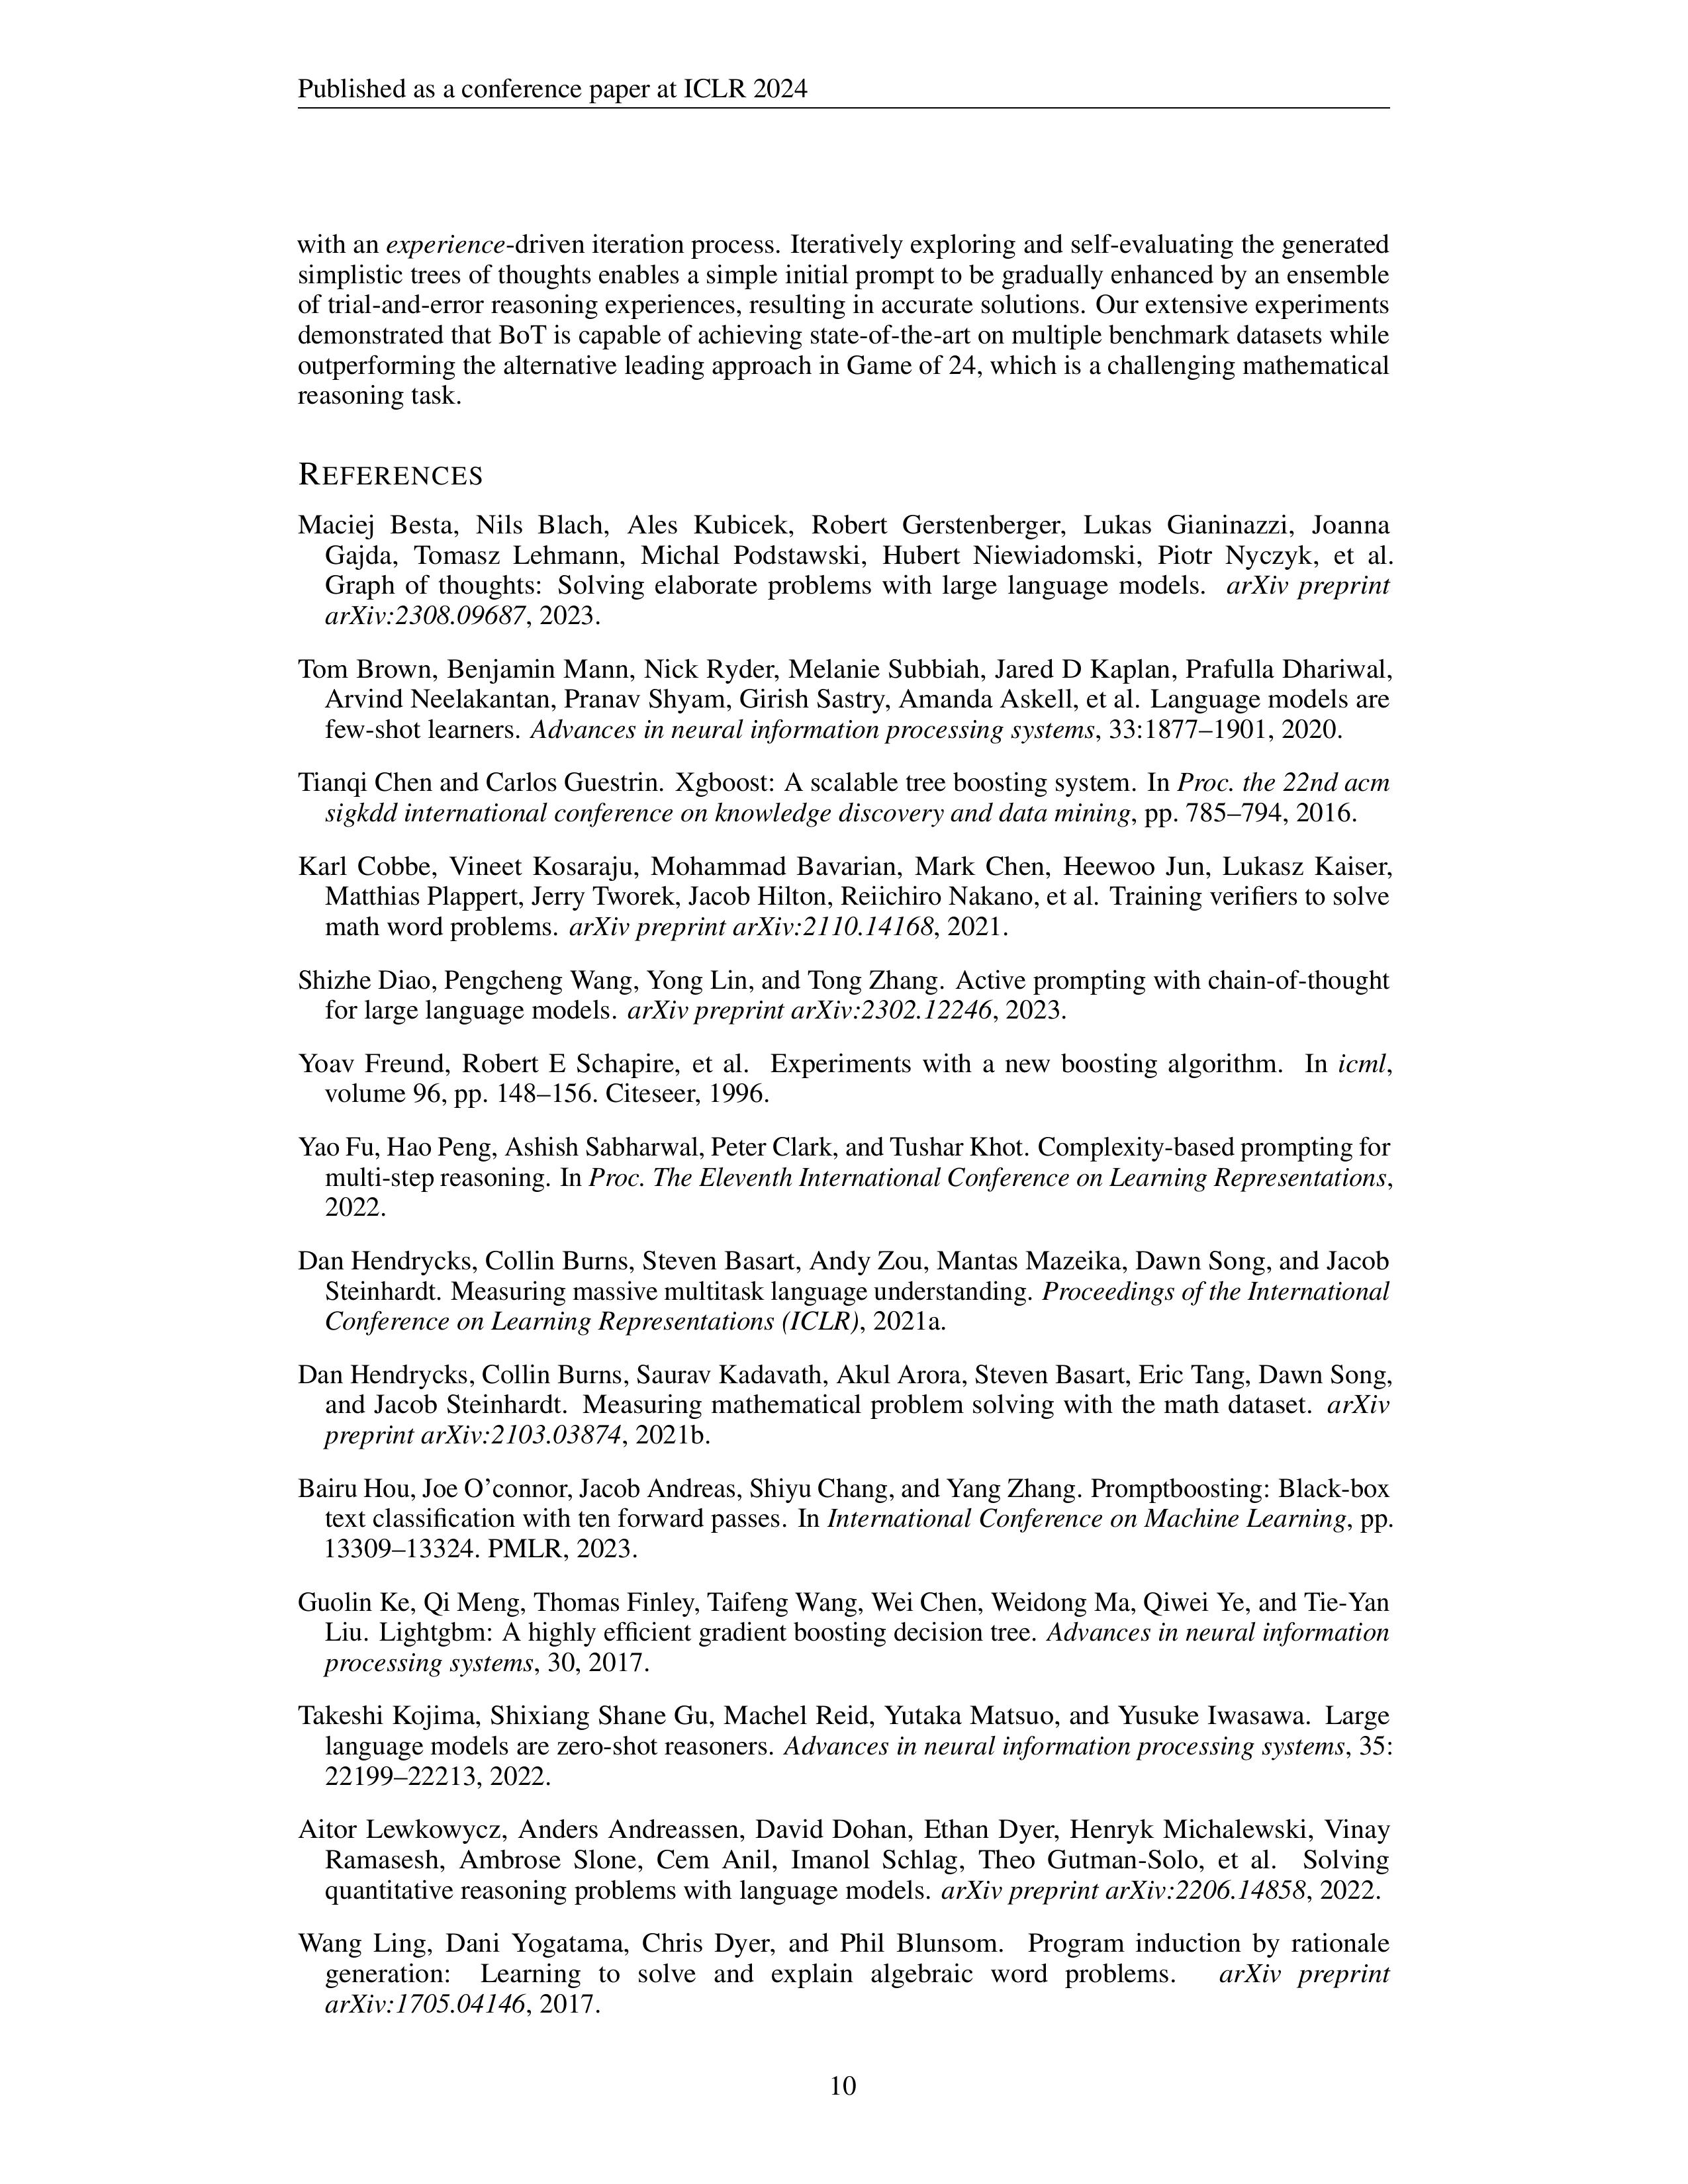 Published as a conference paper at ICLR 2024
with an experience-driven iteration process. Iteratively exploring and self-evaluating the generated
simplistic trees of thoughts enables a simple initial prompt to be gradually enhanced by an ensemble
of trial-and-error reasoning experiences, resulting in accurate solutions. Our extensive experiments
demonstrated that BoT is capable of achieving state-of-the-art on multiple benchmark datasets while
outperforming the alternative leading approach in Game of 24, which is a challenging mathematical
reasoning task.
REFERENCES
Maciej Besta, Nils Blach, Ales Kubicek, Robert Gerstenberger, Lukas Gianinazzi, Joanna
Gajda, Tomasz Lehmann, Michal Podstawski, Hubert Niewiadomski, Piotr Nyczyk, et al.
Graph of thoughts: Solving elaborate problems with large language models. arXiv preprint
arXiv:2308.09687, 2023.
Tom Brown, Benjamin Mann, Nick Ryder, Melanie Subbiah, Jared D Kaplan, Prafulla Dhariwal,
Arvind Neelakantan, Pranav Shyam, Girish Sastry, Amanda Askell, et al. Language models are
few-shot learners. Advances in neural information processing systems, 33:1877–1901, 2020.
Tianqi Chen and Carlos Guestrin. Xgboost: A scalable tree boosting system. In Proc. the 22nd acm
sigkdd international conference on knowledge discovery and data mining, pp. 785–794, 2016.
Karl Cobbe, Vineet Kosaraju, Mohammad Bavarian, Mark Chen, Heewoo Jun, Lukasz Kaiser,
Matthias Plappert, Jerry Tworek, Jacob Hilton, Reiichiro Nakano, et al. Training verifiers to solve
math word problems. arXiv preprint arXiv:2110.14168, 2021.
Shizhe Diao, Pengcheng Wang, Yong Lin, and Tong Zhang. Active prompting with chain-of-thought
for large language models. arXiv preprint arXiv:2302.12246, 2023.
Yoav Freund, Robert E Schapire, et al. Experiments with a new boosting algorithm. In icml,
volume 96, pp. 148–156. Citeseer, 1996.
Yao Fu, Hao Peng, Ashish Sabharwal, Peter Clark, and Tushar Khot. Complexity-based prompting for
multi-step reasoning. In Proc. The Eleventh International Conference on Learning Representations,
2022.
Dan Hendrycks, Collin Burns, Steven Basart, Andy Zou, Mantas Mazeika, Dawn Song, and Jacob
Steinhardt. Measuring massive multitask language understanding. Proceedings of the International
Conference on Learning Representations (ICLR), 2021a.
Dan Hendrycks, Collin Burns, Saurav Kadavath, Akul Arora, Steven Basart, Eric Tang, Dawn Song,
and Jacob Steinhardt. Measuring mathematical problem solving with the math dataset. arXiv
preprint arXiv:2103.03874, 2021b.
Bairu Hou, Joe O’connor, Jacob Andreas, Shiyu Chang, and Yang Zhang. Promptboosting: Black-box
text classification with ten forward passes. In International Conference on Machine Learning, pp.
13309–13324. PMLR, 2023.
Guolin Ke, Qi Meng, Thomas Finley, Taifeng Wang, Wei Chen, Weidong Ma, Qiwei Ye, and Tie-Yan
Liu. Lightgbm: A highly efficient gradient boosting decision tree. Advances in neural information
processing systems, 30, 2017.
Takeshi Kojima, Shixiang Shane Gu, Machel Reid, Yutaka Matsuo, and Yusuke Iwasawa. Large
language models are zero-shot reasoners. Advances in neural information processing systems, 35:
22199–22213, 2022.
Aitor Lewkowycz, Anders Andreassen, David Dohan, Ethan Dyer, Henryk Michalewski, Vinay
Ramasesh, Ambrose Slone, Cem Anil, Imanol Schlag, Theo Gutman-Solo, et al. Solving
quantitative reasoning problems with language models. arXiv preprint arXiv:2206.14858, 2022.
Wang Ling, Dani Yogatama, Chris Dyer, and Phil Blunsom. Program induction by rationale
generation: Learning to solve and explain algebraic word problems. arXiv preprint
arXiv:1705.04146, 2017.
10